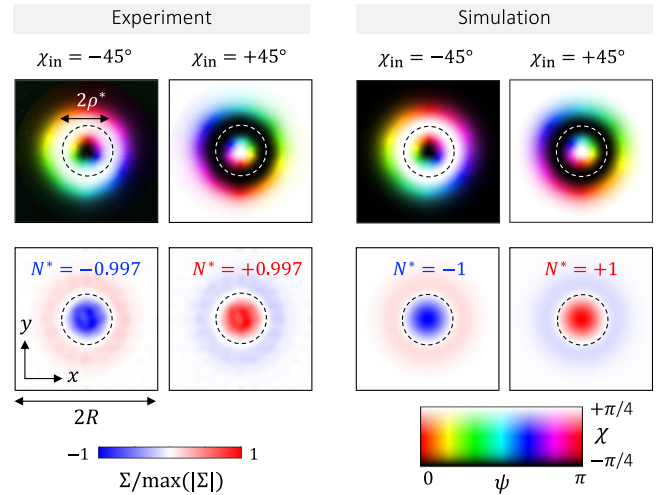 Experiment
Simulation
χin = −45°
χin = +45°
χin = −45°
χin = +45°
2ρ*
N* = −0.997
N* = +0.997
N* = −1
N* = +1
y
x
2R
−1
1
Σ/max(|Σ|)
+π/4
χ
−π/4
0
ψ
π